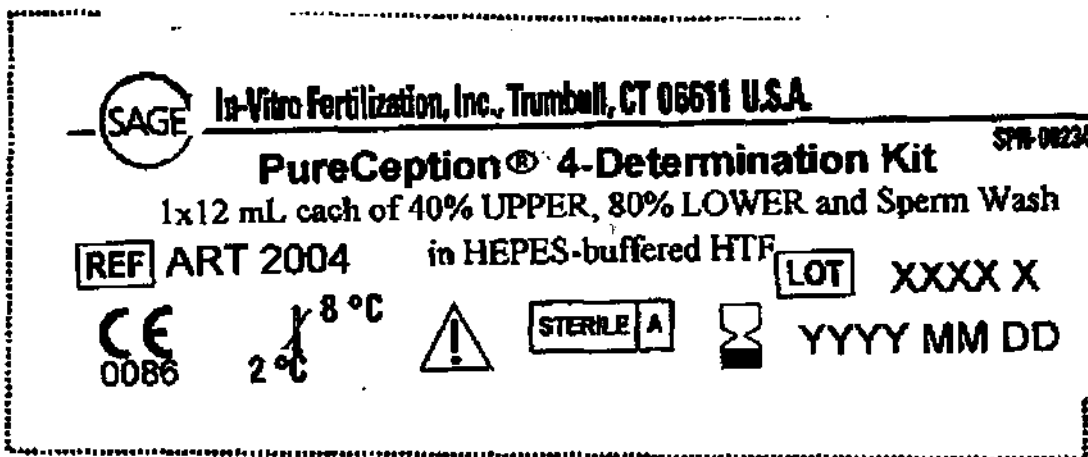 SAGE In-Vitro Fertilization, Inc., Trumbull, CT 06611 U.S.A.
PureCeption® 4-Determination Kit
1x12 mL each of 40% UPPER, 80% LOWER and Sperm Wash
in HEPES-buffered HTF
REF ART 2004
LOT XXXX X
CE 0086
8 °C
2 °C
STERILE A
YYYY MM DD